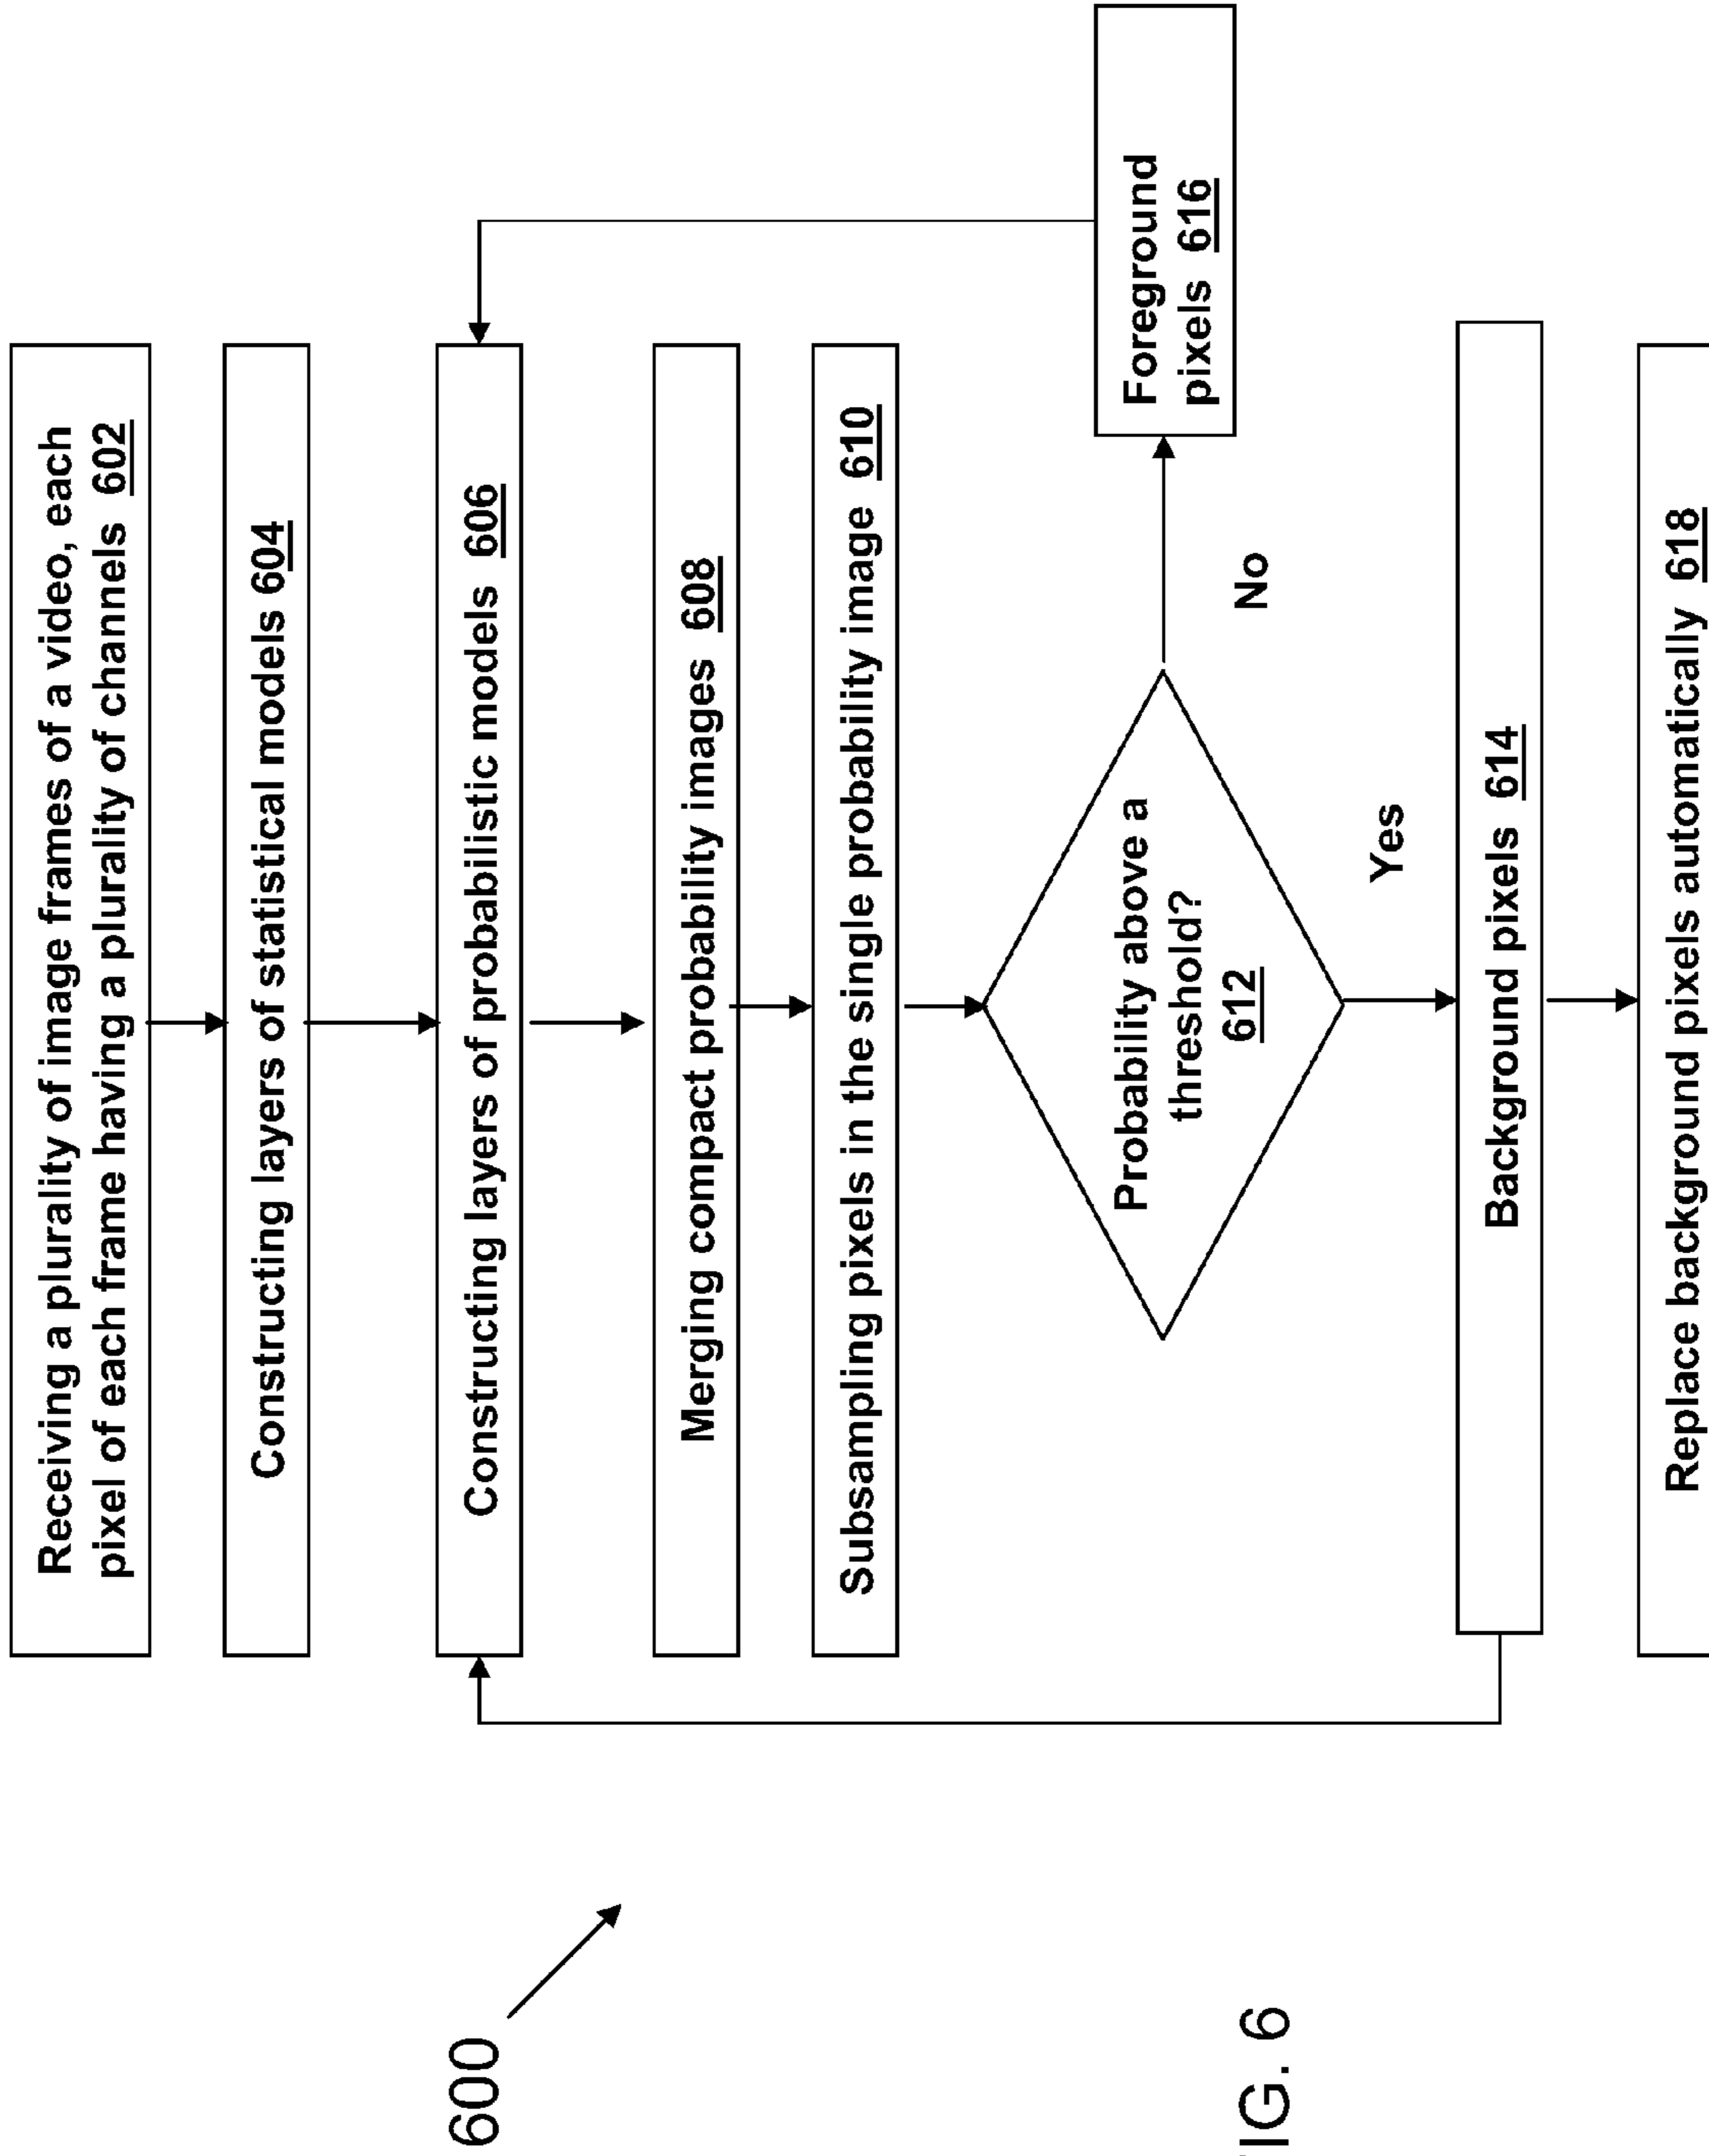 Receiving a plurality of image frames of a video, each
pixel of each frame having a plurality of channels 602
Constructing layers of statistical models 604
Constructing layers of probabilistic models 606
Merging compact probability images 608
Subsampling pixels in the single probability image 610
Probability above a
threshold?
612
No
Foreground
pixels 616
Yes
Background pixels 614
Replace background pixels automatically 618
600
IG. 6